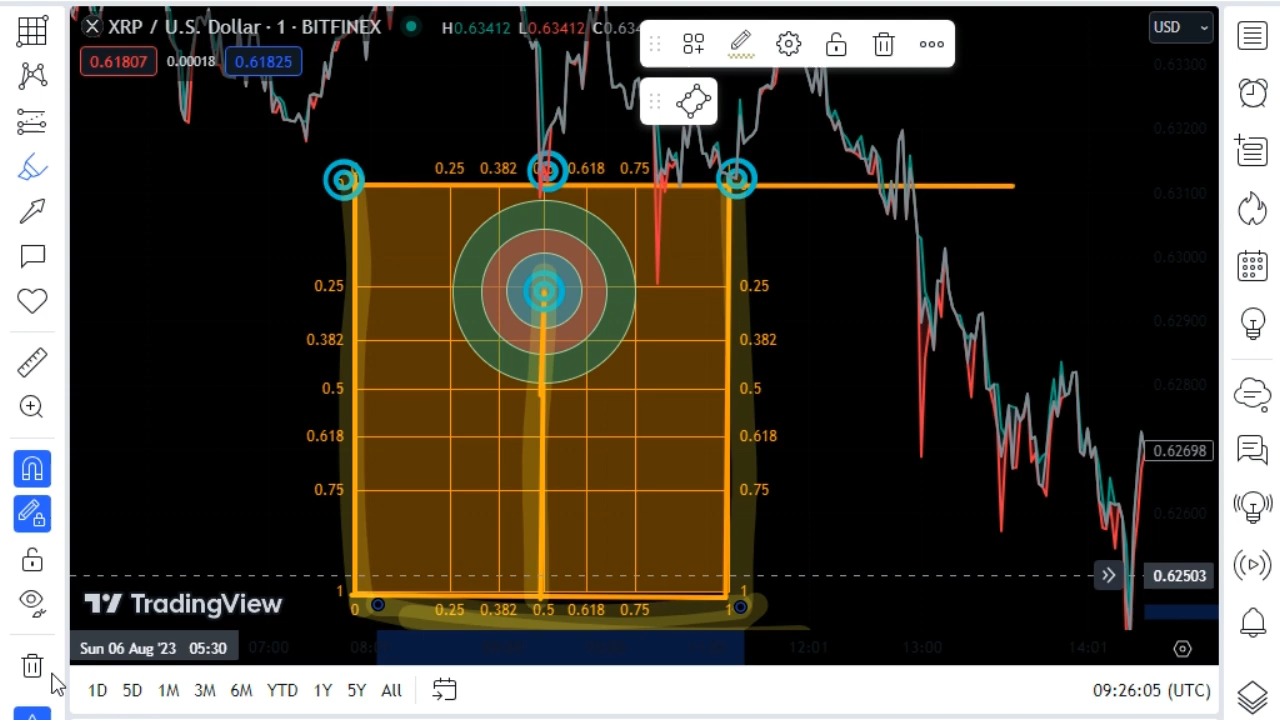 XRP / U.S. Dollar · 1 · BITFINEX
H0.63412 L0.63412
USD
0.61807 0.00018 0.61825
0.63300
0.63200
0.25 0.382 0.618 0.75
0.63100
0.63000
0.25 0.25
0.62900
0.382 0.382
0.62800
0.5 0.5
0.618 0.618
0.62698
0.75 0.75
0.62600
0.62503
1 1
0 0.25 0.382 0.5 0.618 0.75 1
TradingView
Sun 06 Aug '23 05:30 07:00 12:01 13:00 14:01
1D 5D 1M 3M 6M YTD 1Y 5Y All
09:26:05 (UTC)